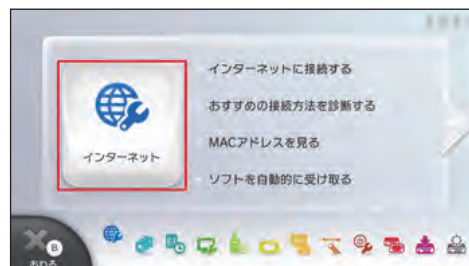 インターネット
インターネットに接続する
おすすめの接続方法を診断する
MACアドレスを見る
ソフトを自動的に受け取る
B
おわる